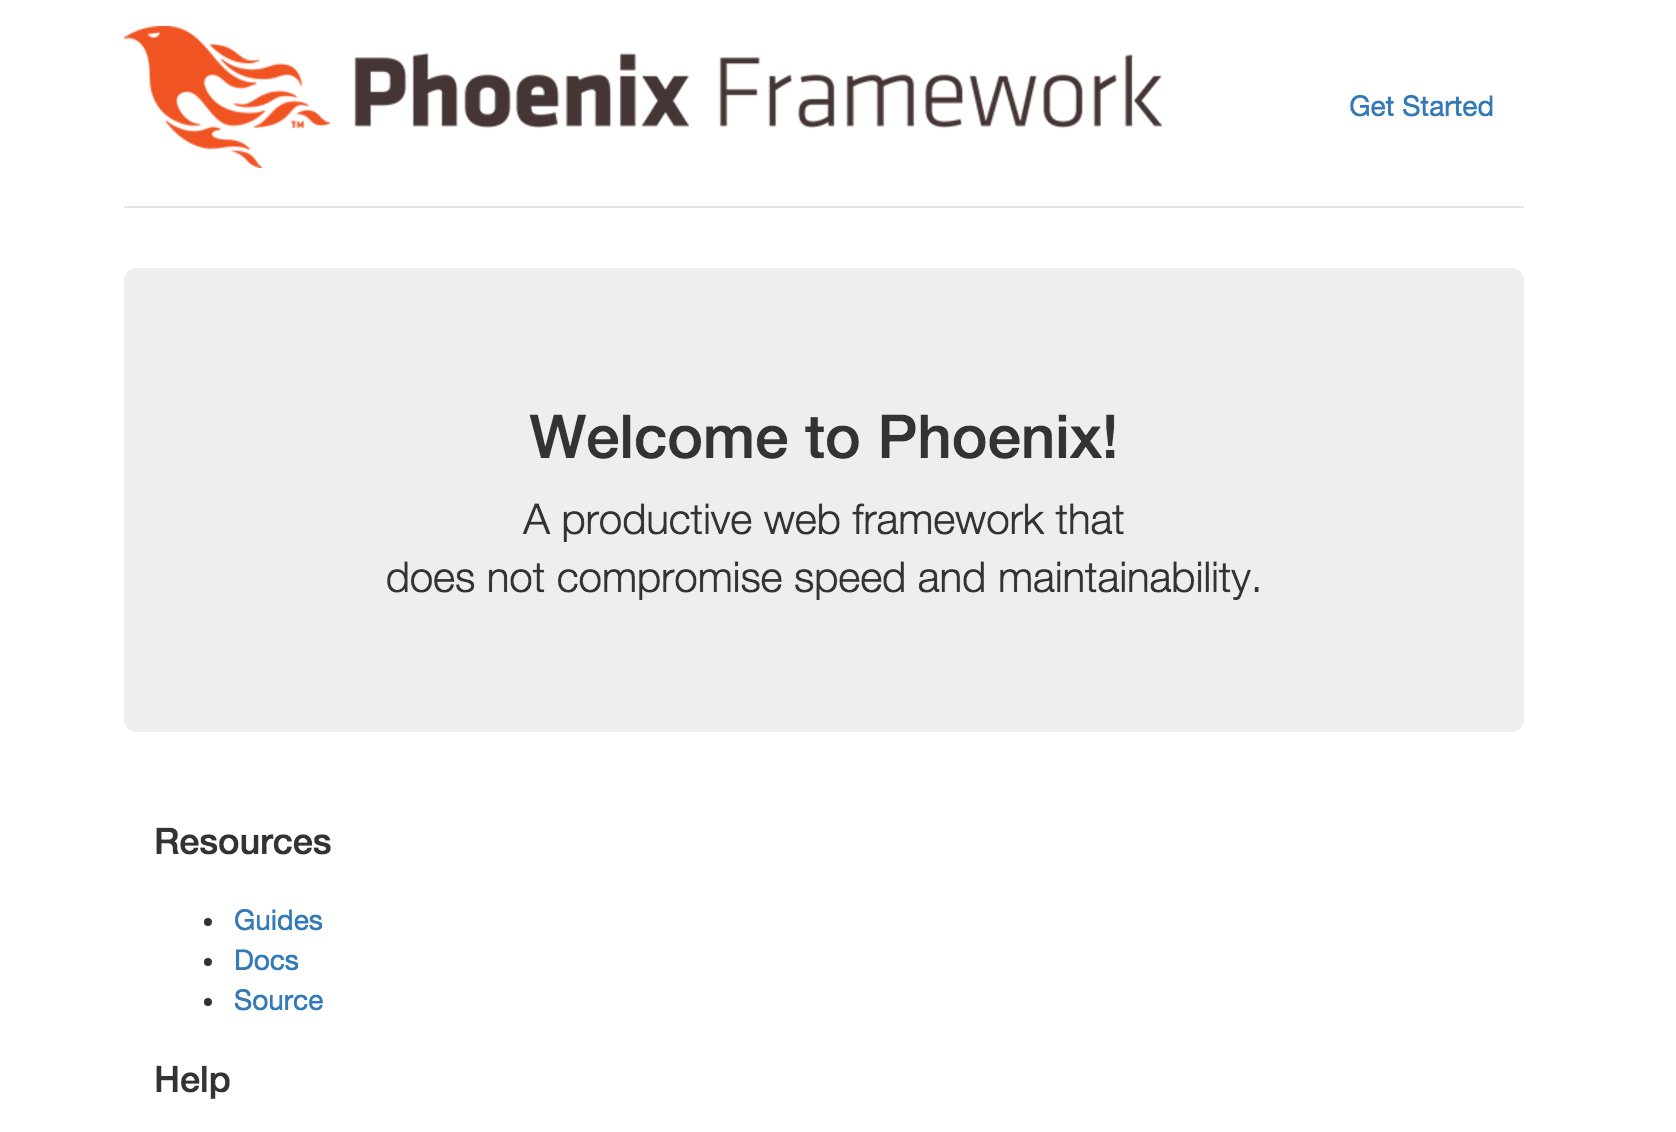 Phoenix Framework
TM
Get Started
Welcome to Phoenix!
A productive web framework that
does not compromise speed and maintainability.
Resources
Guides
Docs
Source
Help